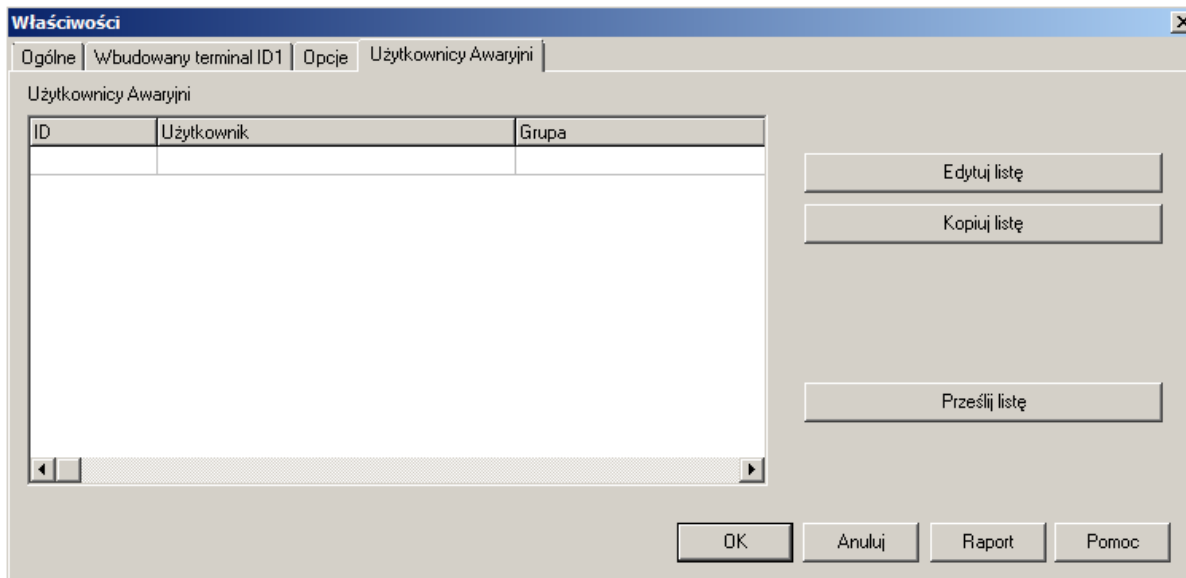 Właściwości
Ogólne Wbudowany terminal ID1 Opcje Użytkownicy Awaryjni
Użytkownicy Awaryjni
ID Użytkownik Grupa
Edytuj listę
Kopiuj listę
Prześlij listę
OK Anuluj Raport Pomoc